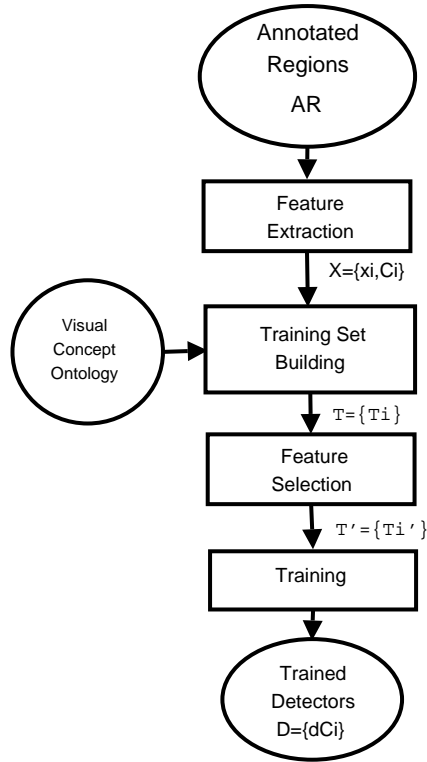 Annotated
Regions
AR
Feature
Extraction
X={xi,Ci}
Visual
Concept
Ontology
Training Set
Building
T={Ti}
Feature
Selection
T'={Ti'}
Training
Trained
Detectors
D={dCi}